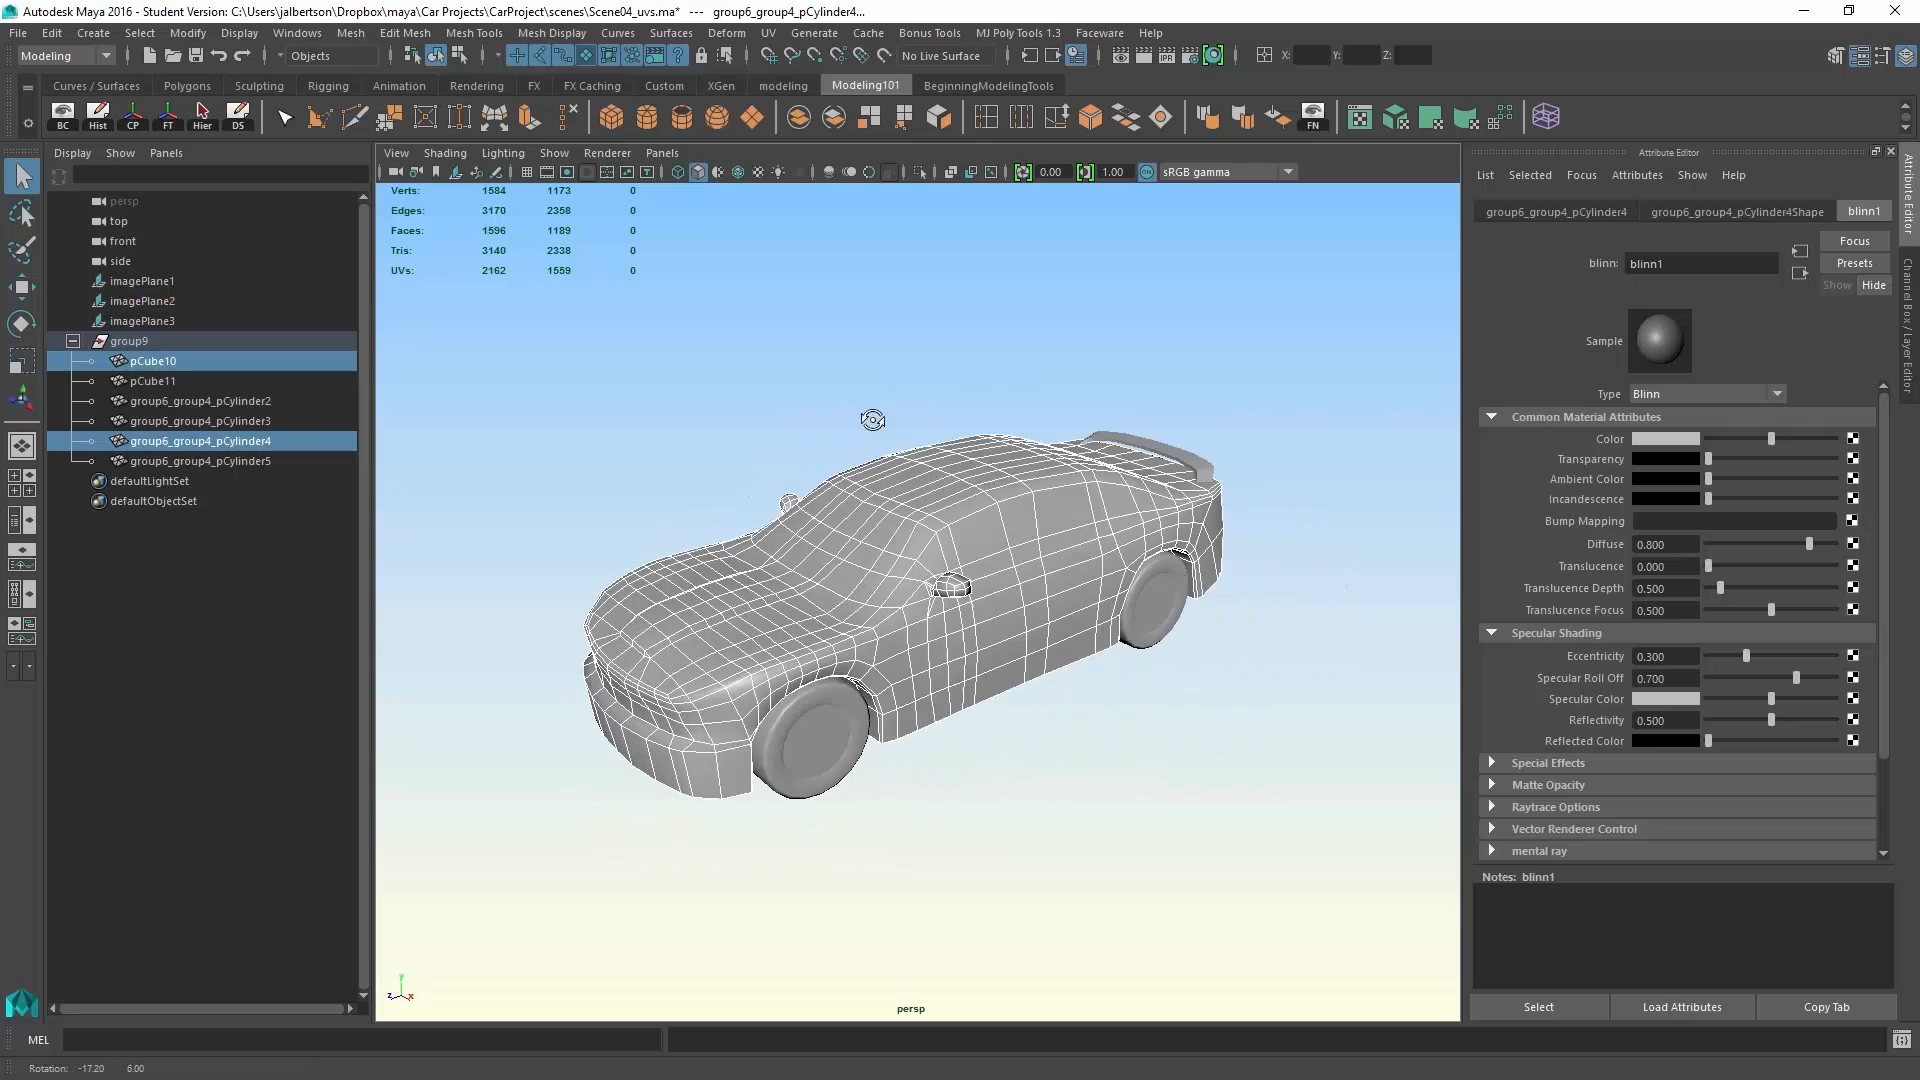 Autodesk Maya 2016 - Student Version: C:\Users\jalbertson\Dropbox\maya\Car Projects\CarProject\scenes\Scene04_uvs.ma* --- group6_group4_pCylinder4...
File Edit Create Select Modify Display Windows Mesh Edit Mesh Mesh Tools Mesh Display Curves Surfaces Deform UV Generate Cache Bonus Tools MJ Poly Tools 1.3 Faceware Help
Modeling Objects No Live Surface X: Y: Z:
Curves / Surfaces Polygons Sculpting Rigging Animation Rendering FX FX Caching Custom XGen modeling Modeling101 BeginningModelingTools
BC Hist CP FT Hier DS FN
Display Show Panels
View Shading Lighting Show Renderer Panels
0.00 1.00 sRGB gamma
persp
top
front
side
imagePlane1
imagePlane2
imagePlane3
group9
pCube10
pCube11
group6_group4_pCylinder2
group6_group4_pCylinder3
group6_group4_pCylinder4
group6_group4_pCylinder5
defaultLightSet
defaultObjectSet
Verts: 1584 1173 0
Edges: 3170 2358 0
Faces: 1596 1189 0
Tris: 3140 2338 0
UVs: 2162 1559 0
y
z x
persp
Attribute Editor
List Selected Focus Attributes Show Help
group6_group4_pCylinder4 group6_group4_pCylinder4Shape blinn1
Focus
blinn: blinn1
Presets
Show Hide
Sample
Type Blinn
Common Material Attributes
Color
Transparency
Ambient Color
Incandescence
Bump Mapping
Diffuse 0.800
Translucence 0.000
Translucence Depth 0.500
Translucence Focus 0.500
Specular Shading
Eccentricity 0.300
Specular Roll Off 0.700
Specular Color
Reflectivity 0.500
Reflected Color
Special Effects
Matte Opacity
Raytrace Options
Vector Renderer Control
mental ray
Notes: blinn1
Select Load Attributes Copy Tab
Attribute Editor
Channel Box / Layer Editor
MEL
Rotation: -17.20 6.00